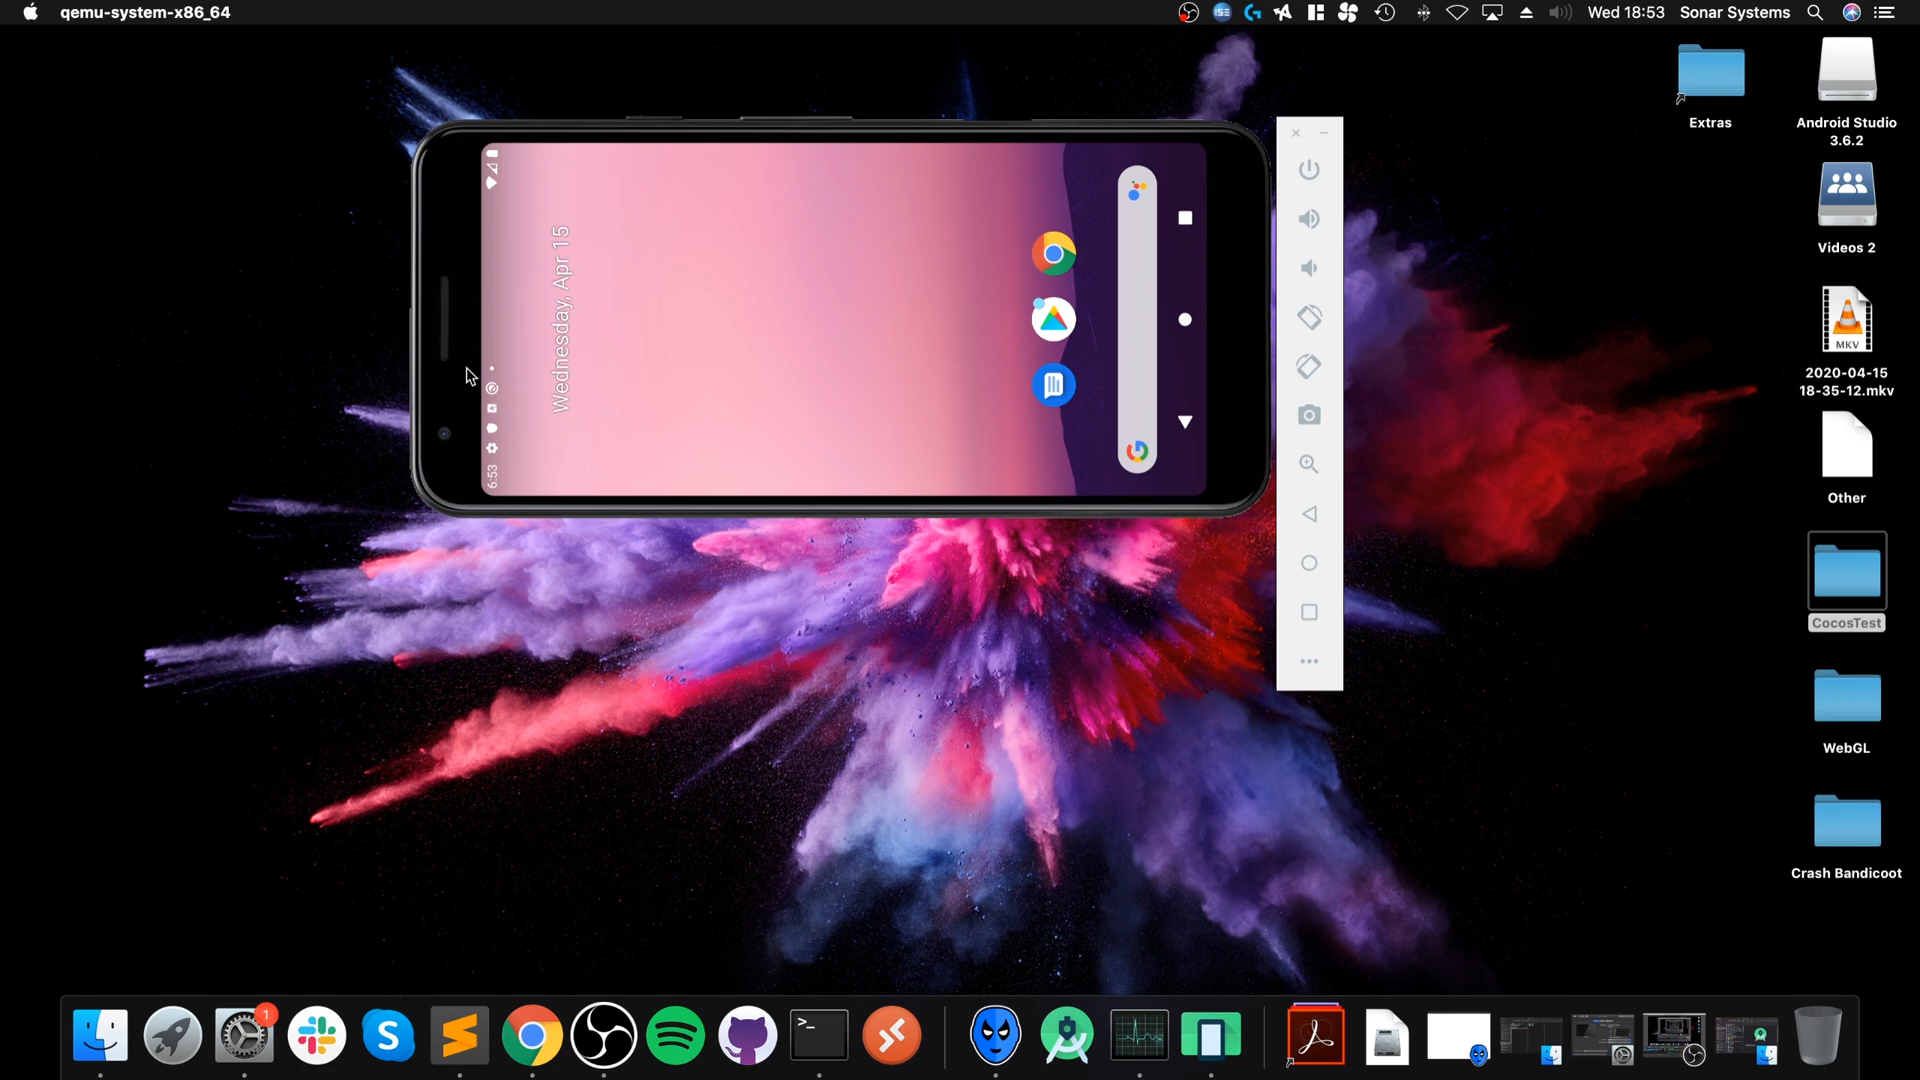 qemu-system-x86_64
ISE
Wed 18:53
Sonar Systems
Extras
Android Studio
3.6.2
Videos 2
MKV
2020-04-15
18-35-12.mkv
Other
CocosTest
WebGL
Crash Bandicoot
Wednesday, Apr 15
6:53
1
>_